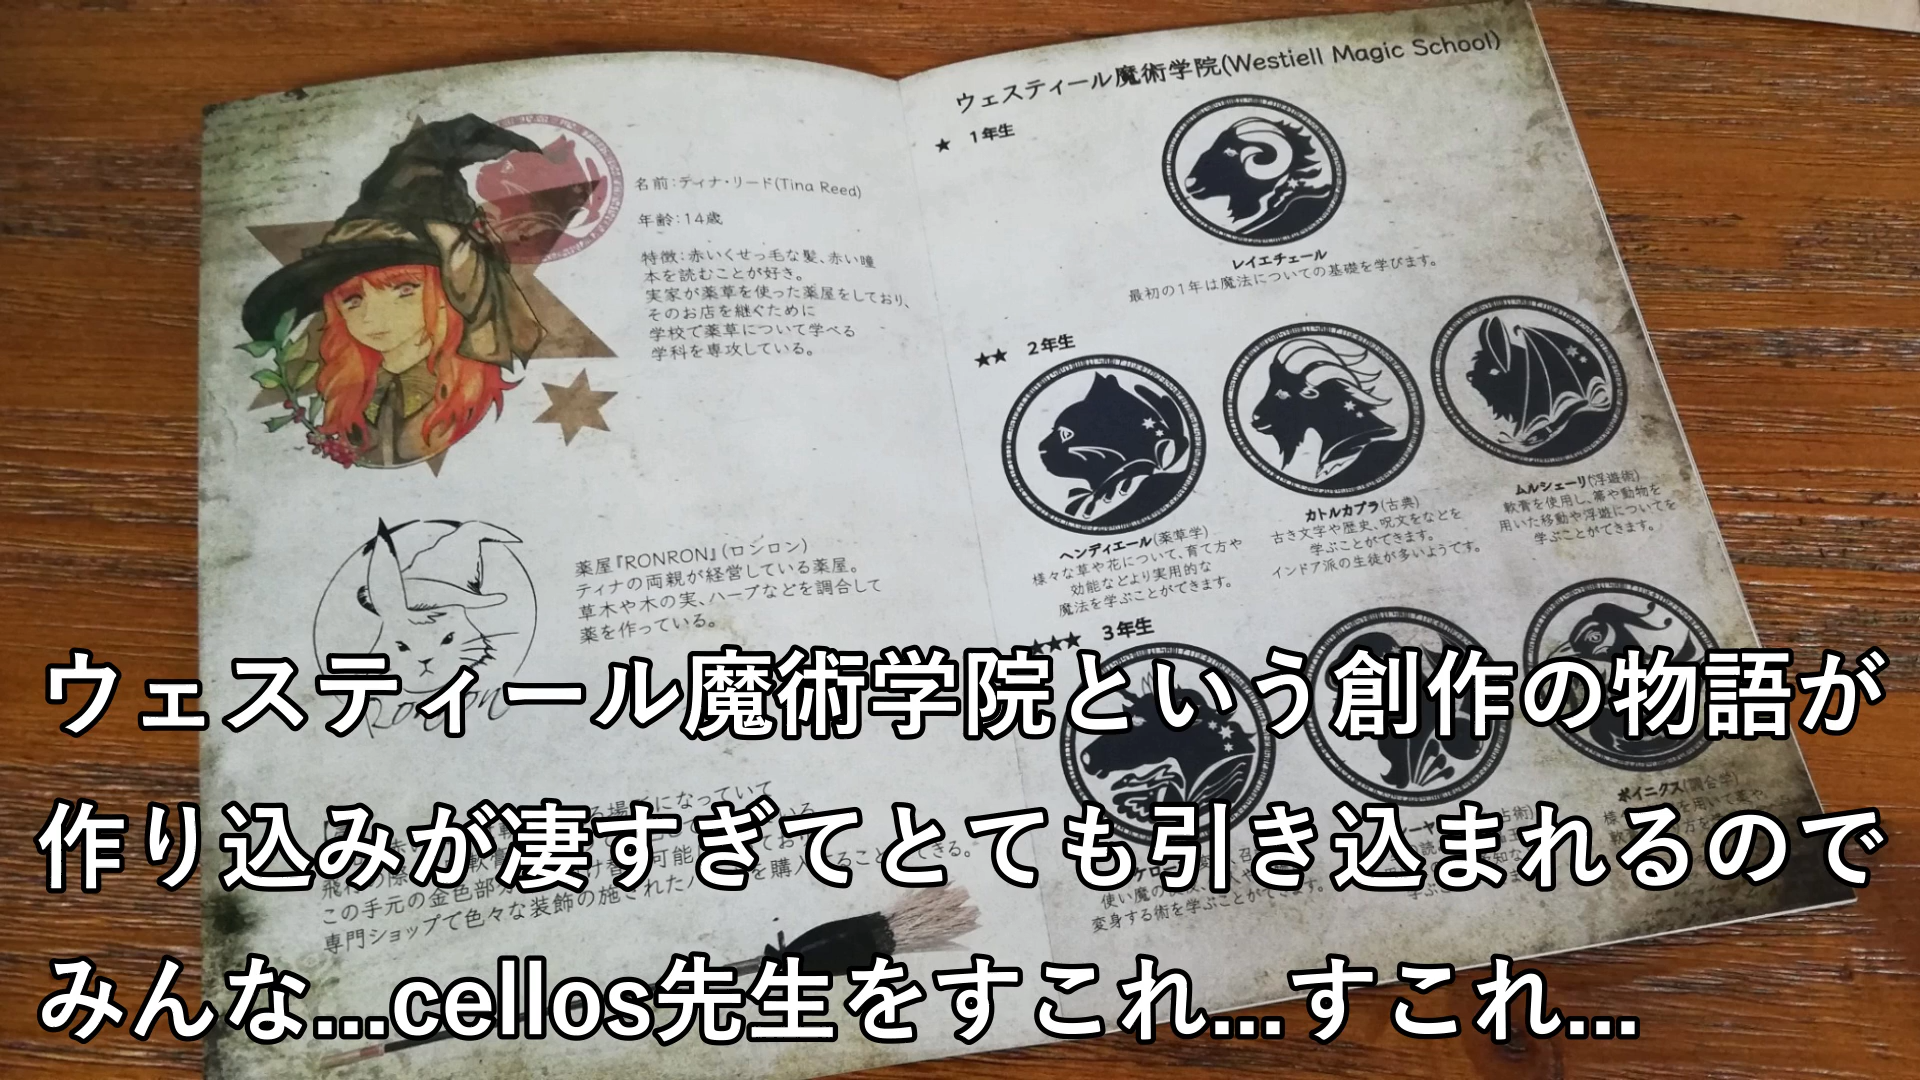 名前:ティナ・リード(Tina Reed)
年齢:14歳
特徴:赤いくせっ毛な髪、赤い瞳
本を読むことが好き。
実家が薬草を使った薬屋をしており、
そのお店を継ぐために
学校で薬草について学べる
学科を専攻している。
薬屋『RONRON』(ロンロン)
ティナの両親が経営している薬屋。
草木や木の実、ハーブなどを調合して
薬を作っている。
この手元の金色部分
専門ショップで色々な装飾の施された
を購入
できる。
ウェスティール魔術学院(Westiell Magic School)
★ 1年生
レイエチェール
最初の1年は魔法についての基礎を学びます。
★★ 2年生
ヘンディエール(薬草学)
様々な草や花について、育て方や
効能などより実用的な
魔法を学ぶことができます。
カトルカプラ(古典)
古き文字や歴史、呪文をなどを
学ぶことができます。
インドア派の生徒が多いようです。
ムルシェーリ(浮遊術)
軟膏を使用し、箒や動物を
用いた移動や浮遊についてを
学ぶことができます。
★★★ 3年生
ポイニクス(調合学)
使い魔の
変身する術を学ぶことができます。
ウェスティール魔術学院という創作の物語が
作り込みが凄すぎてとても引き込まれるので
みんな...cellos先生をすこれ...すこれ...